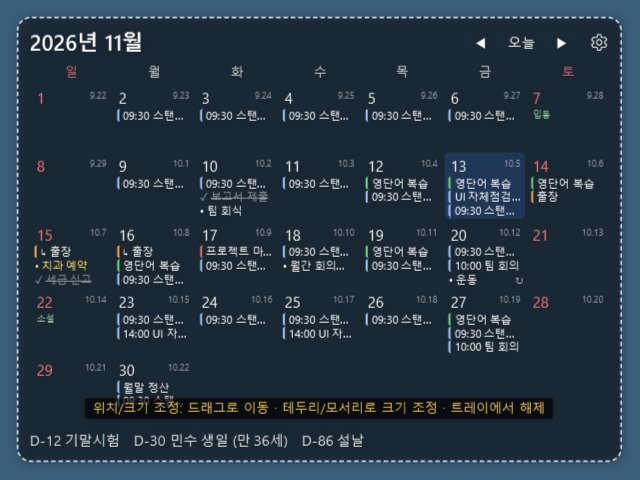 2026년 11월 ◀ 오늘 ▶
일 월 화 수 목 금 토
1 9.22 2 9.23 3 9.24 4 9.25 5 9.26 6 9.27 7 9.28
09:30 스탠... 09:30 스탠... 09:30 스탠... 09:30 스탠... 09:30 스탠... 입동
8 9.29 9 10.1 10 10.2 11 10.3 12 10.4 13 10.5 14 10.6
09:30 스탠... 09:30 스탠... 09:30 스탠... 영단어 복습 영단어 복습 영단어 복습
✓ 보고서 제출 09:30 스탠... UI 자체점검... 출장
• 팀 회식 09:30 스탠...
15 10.7 16 10.8 17 10.9 18 10.10 19 10.11 20 10.12 21 10.13
↳ 출장 ↳ 출장 프로젝트 마... 09:30 스탠... 영단어 복습 09:30 스탠...
• 치과 예약 영단어 복습 09:30 스탠... • 월간 회의... 09:30 스탠... 10:00 팀 회의
✓ 세금 신고 09:30 스탠... • 운동 ↻
22 10.14 23 10.15 24 10.16 25 10.17 26 10.18 27 10.19 28 10.20
소설 09:30 스탠... 09:30 스탠... 09:30 스탠... 09:30 스탠... 영단어 복습
14:00 UI 자... 14:00 UI 자... 09:30 스탠...
10:00 팀 회의
29 10.21 30 10.22
월말 정산
09:30 스탠...
위치/크기 조정: 드래그로 이동 · 테두리/모서리로 크기 조정 · 트레이에서 해제
D-12 기말시험 D-30 민수 생일 (만 36세) D-86 설날